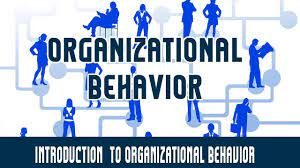 ORGANIZATIONAL
BEHAVIOR
INTRODUCTION TO ORGANIZATIONAL BEHAVIOR